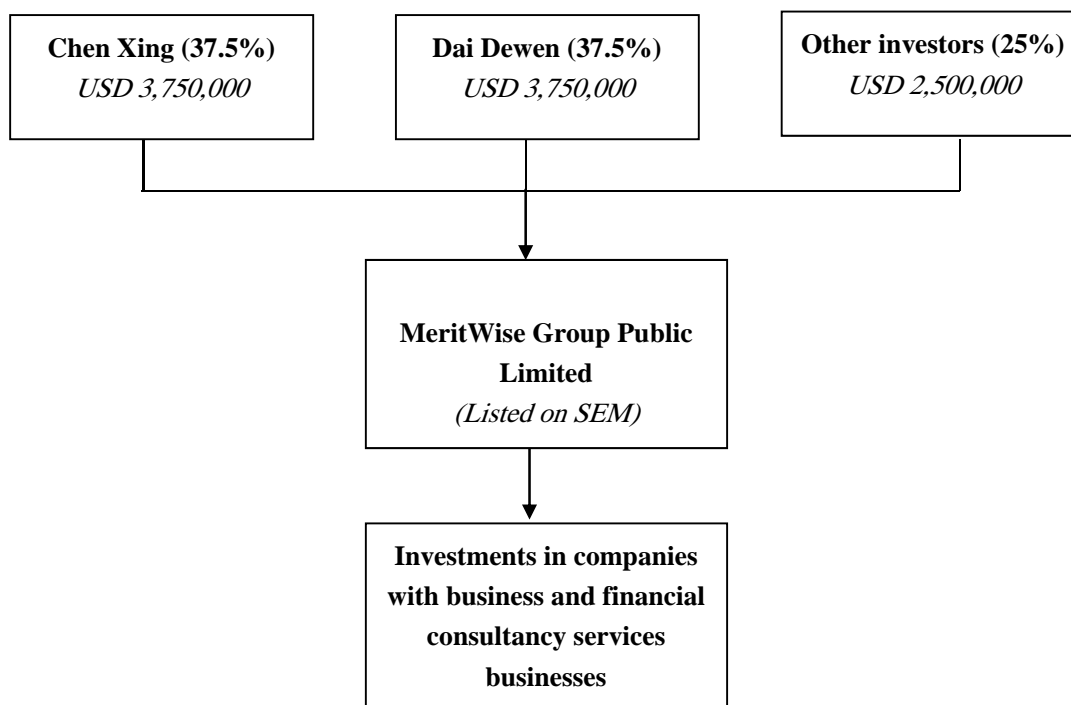 Chen Xing (37.5%)
USD 3,750,000
Dai Dewen (37.5%)
USD 3,750,000
Other investors (25%)
USD 2,500,000
MeritWise Group Public
Limited
(Listed on SEM)
Investments in companies
with business and financial
consultancy services
businesses